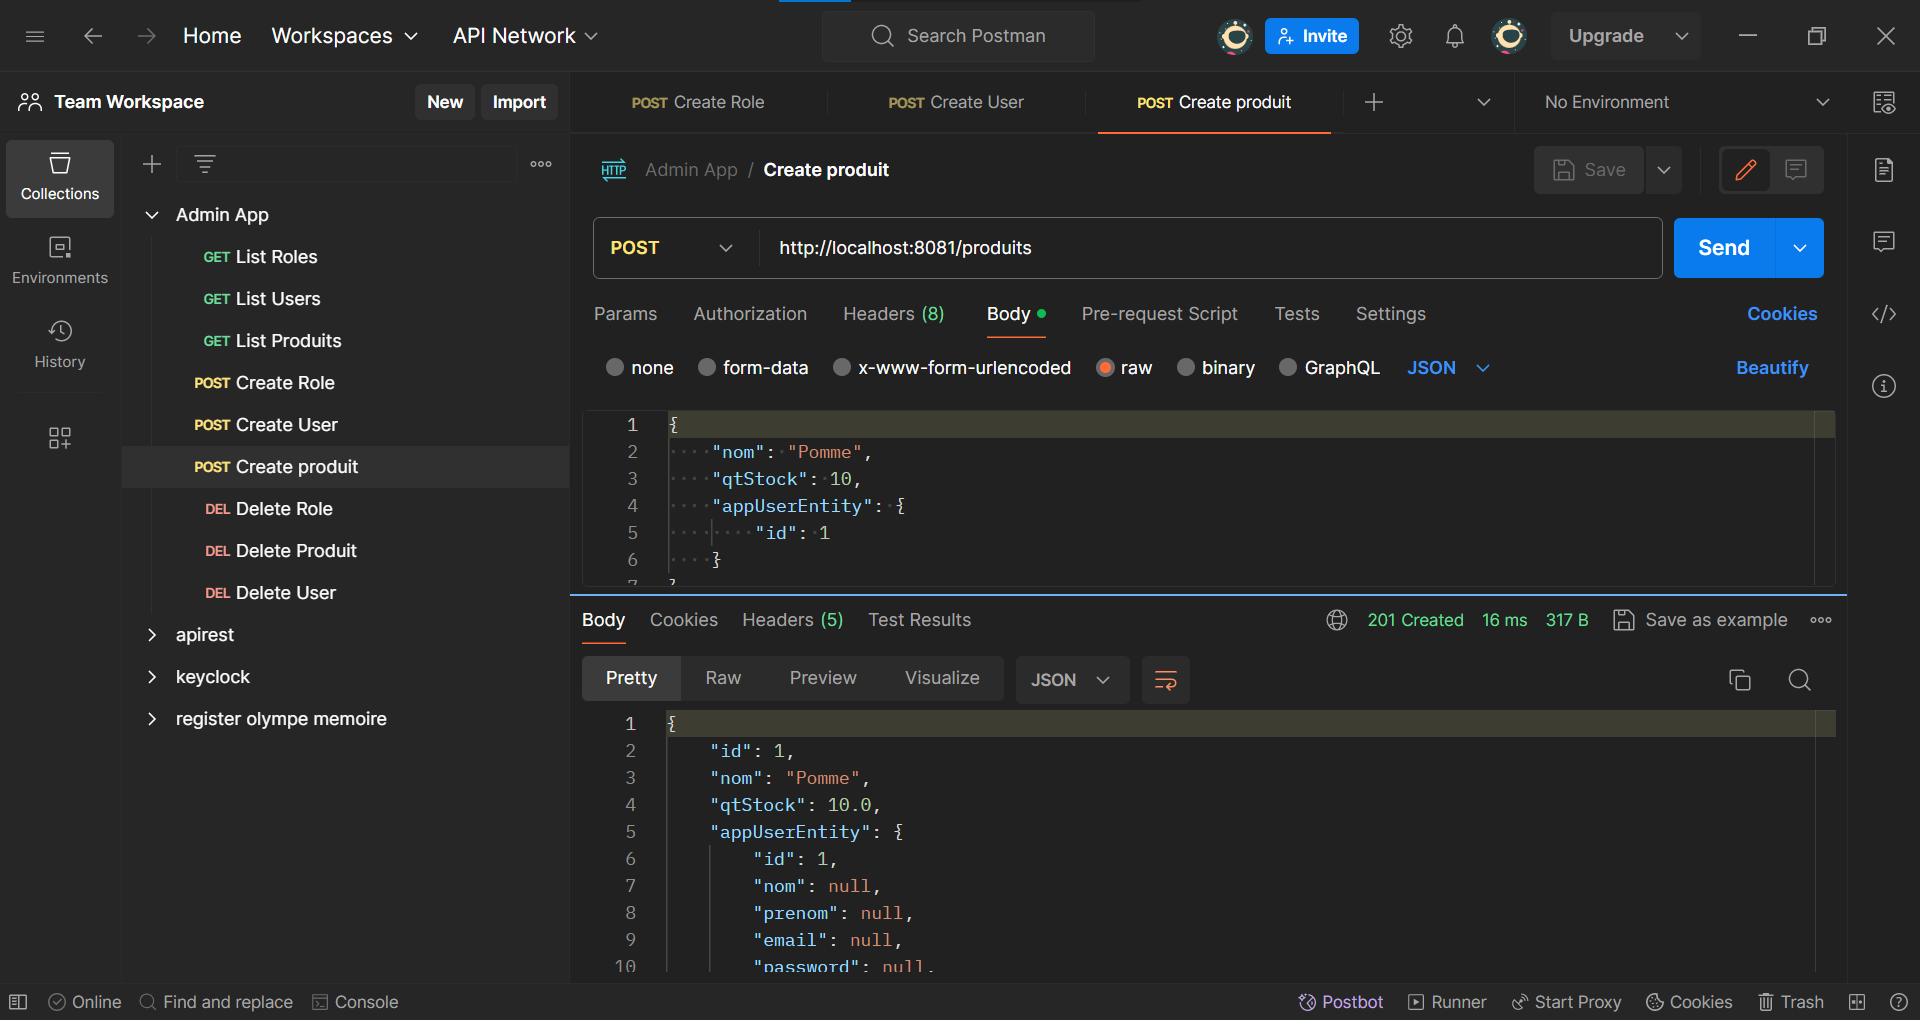 Home Workspaces API Network Search Postman Invite Upgrade
Team Workspace New Import
POST Create Role POST Create User POST Create produit No Environment
Collections
Environments
History
Admin App
GET List Roles
GET List Users
GET List Produits
POST Create Role
POST Create User
POST Create produit
DEL Delete Role
DEL Delete Produit
DEL Delete User
apirest
keyclock
register olympe memoire
HTTP Admin App / Create produit Save
POST http://localhost:8081/produits Send
Params Authorization Headers (8) Body Pre-request Script Tests Settings Cookies
none form-data x-www-form-urlencoded raw binary GraphQL JSON Beautify
1 {
2 "nom": "Pomme",
3 "qtStock": 10,
4 "appUserEntity": {
5 "id": 1
6 }
7 }
Body Cookies Headers (5) Test Results 201 Created 16 ms 317 B Save as example
Pretty Raw Preview Visualize JSON
1 {
2 "id": 1,
3 "nom": "Pomme",
4 "qtStock": 10.0,
5 "appUserEntity": {
6 "id": 1,
7 "nom": null,
8 "prenom": null,
9 "email": null,
10 "password": null,
Online Find and replace Console Postbot Runner Start Proxy Cookies Trash